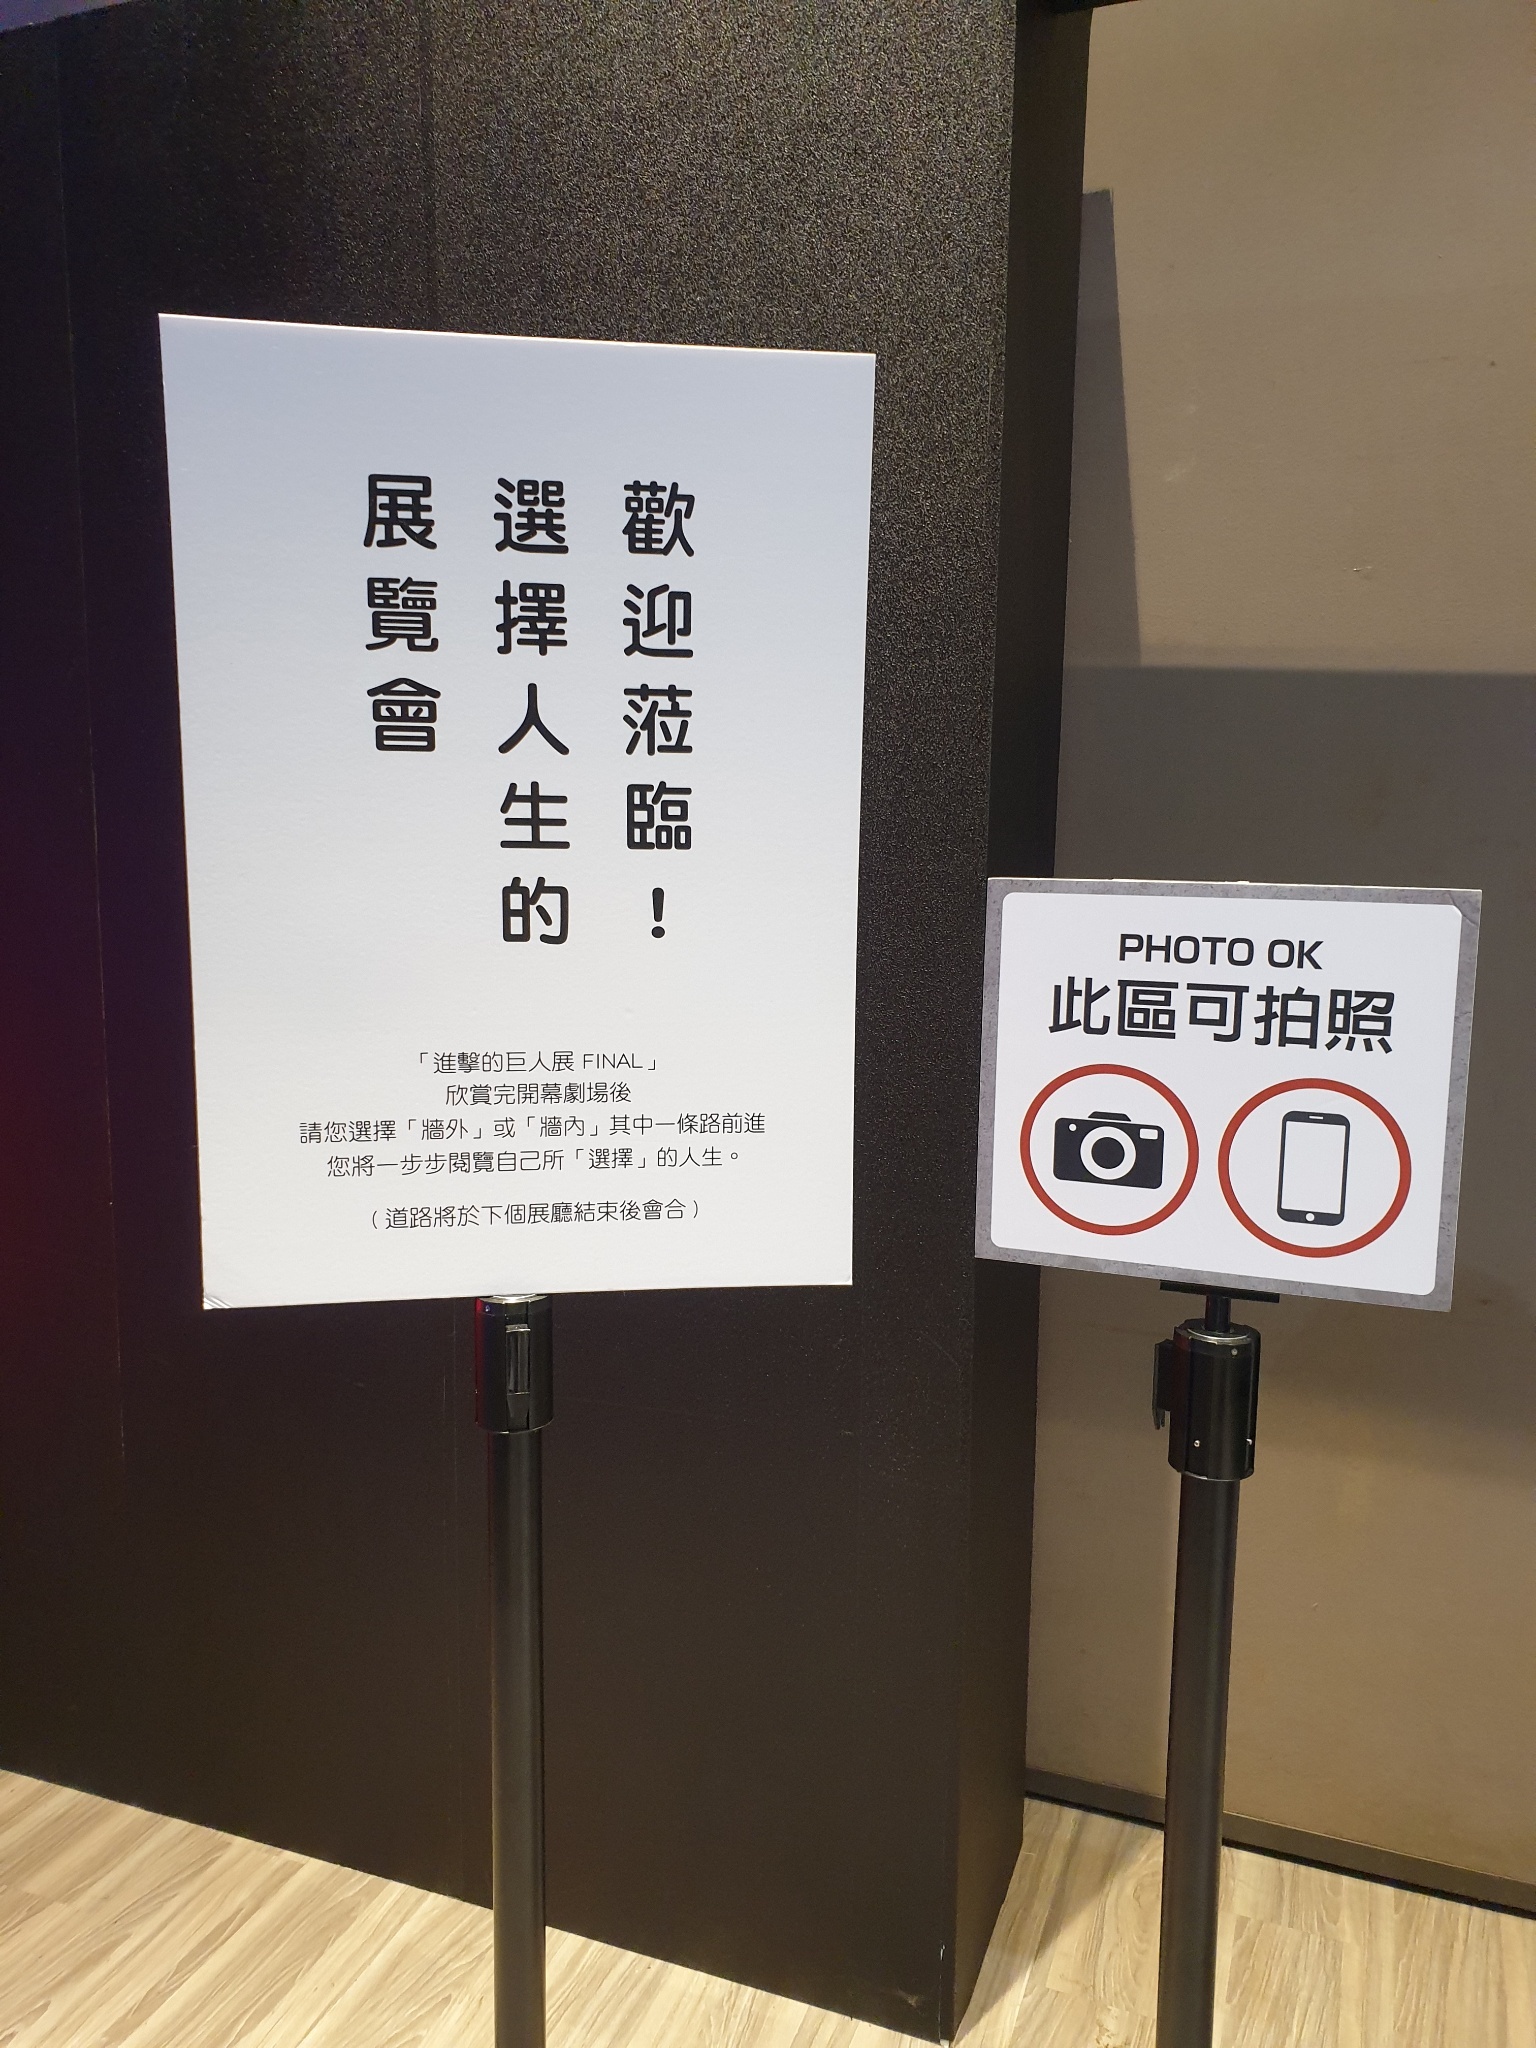 歡迎蒞臨！
選擇人生的
展覽會
「進擊的巨人展 FINAL」
欣賞完開幕劇場後
請您選擇「牆外」或「牆內」其中一條路前進
您將一步步閱覽自己所「選擇」的人生。
（道路將於下個展廳結束後會合）
PHOTO OK
此區可拍照